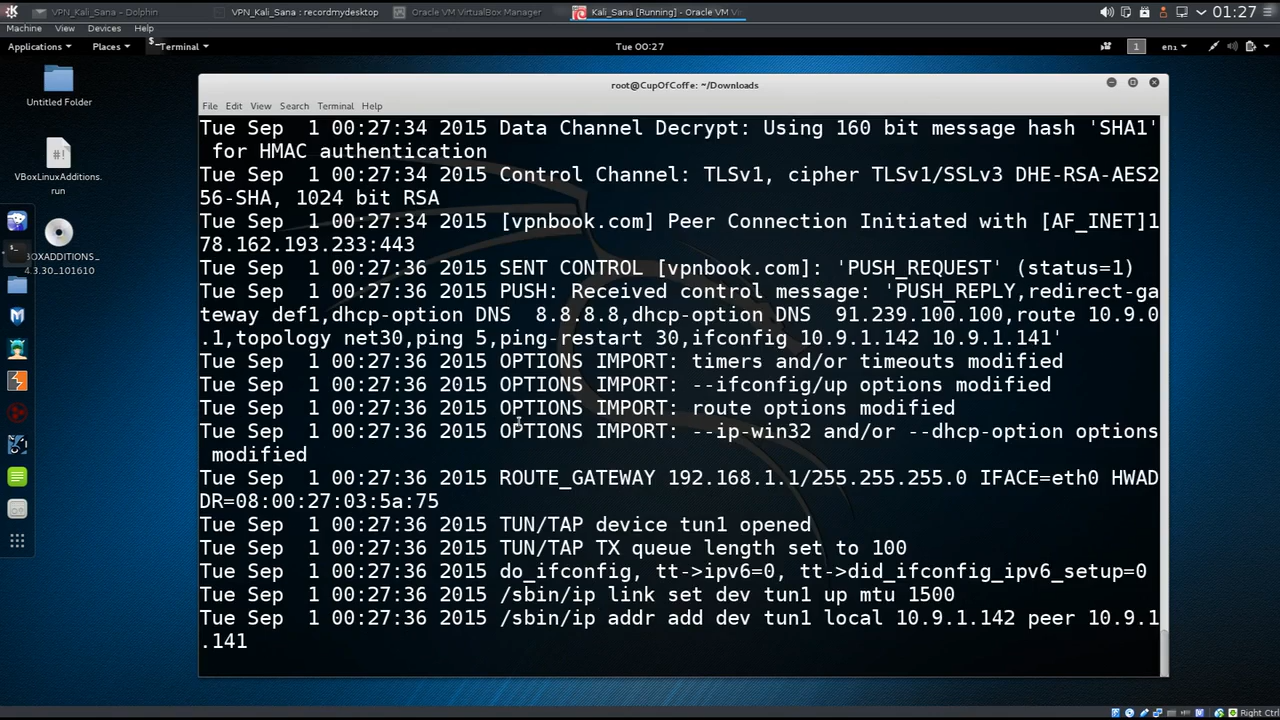 VPN_Kali_Sana – Dolphin
VPN_Kali_Sana : recordmydesktop
Oracle VM VirtualBox Manager
Kali_Sana [Running] - Oracle VM Vi
01:27
Machine View Devices Help
Applications Places Terminal
Tue 00:27
1 en1
root@CupOfCoffe: ~/Downloads
File Edit View Search Terminal Help
Untitled Folder
#!
VBoxLinuxAdditions.
run
BOXADDITIONS_
4.3.30_101610
Tue Sep  1 00:27:34 2015 Data Channel Decrypt: Using 160 bit message hash 'SHA1'
 for HMAC authentication
Tue Sep  1 00:27:34 2015 Control Channel: TLSv1, cipher TLSv1/SSLv3 DHE-RSA-AES2
56-SHA, 1024 bit RSA
Tue Sep  1 00:27:34 2015 [vpnbook.com] Peer Connection Initiated with [AF_INET]1
78.162.193.233:443
Tue Sep  1 00:27:36 2015 SENT CONTROL [vpnbook.com]: 'PUSH_REQUEST' (status=1)
Tue Sep  1 00:27:36 2015 PUSH: Received control message: 'PUSH_REPLY,redirect-ga
teway def1,dhcp-option DNS  8.8.8.8,dhcp-option DNS  91.239.100.100,route 10.9.0
.1,topology net30,ping 5,ping-restart 30,ifconfig 10.9.1.142 10.9.1.141'
Tue Sep  1 00:27:36 2015 OPTIONS IMPORT: timers and/or timeouts modified
Tue Sep  1 00:27:36 2015 OPTIONS IMPORT: --ifconfig/up options modified
Tue Sep  1 00:27:36 2015 OPTIONS IMPORT: route options modified
Tue Sep  1 00:27:36 2015 OPTIONS IMPORT: --ip-win32 and/or --dhcp-option options
 modified
Tue Sep  1 00:27:36 2015 ROUTE_GATEWAY 192.168.1.1/255.255.255.0 IFACE=eth0 HWAD
DR=08:00:27:03:5a:75
Tue Sep  1 00:27:36 2015 TUN/TAP device tun1 opened
Tue Sep  1 00:27:36 2015 TUN/TAP TX queue length set to 100
Tue Sep  1 00:27:36 2015 do_ifconfig, tt->ipv6=0, tt->did_ifconfig_ipv6_setup=0
Tue Sep  1 00:27:36 2015 /sbin/ip link set dev tun1 up mtu 1500
Tue Sep  1 00:27:36 2015 /sbin/ip addr add dev tun1 local 10.9.1.142 peer 10.9.1
.141
Right Ctrl